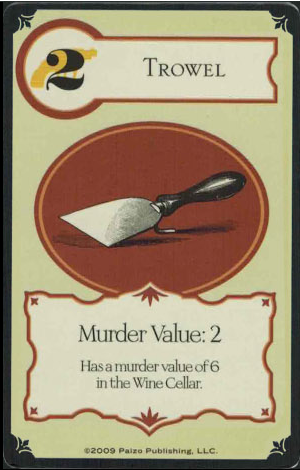 2
TROWEL
Murder Value: 2
Has a murder value of 6
in the Wine Cellar.
©2009 Paizo Publishing, LLC.